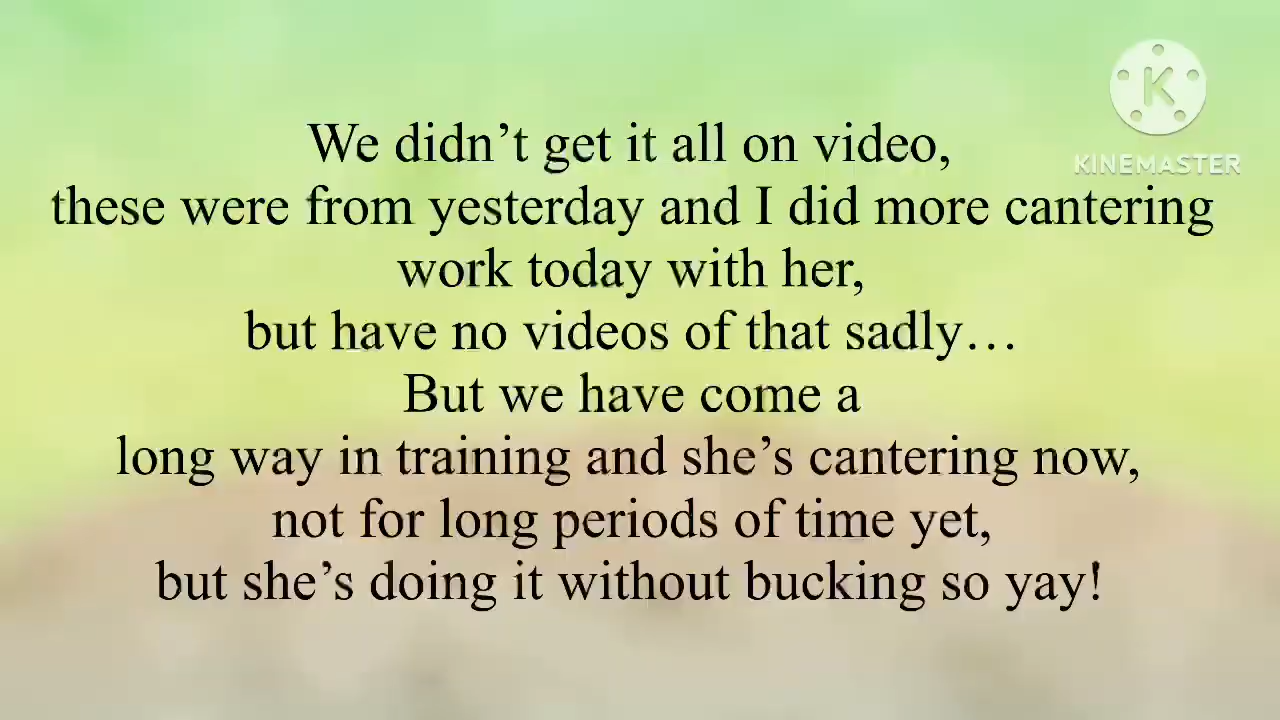 K
KINEMASTER
We didn’t get it all on video,
these were from yesterday and I did more cantering
work today with her,
but have no videos of that sadly…
But we have come a
long way in training and she’s cantering now,
not for long periods of time yet,
but she’s doing it without bucking so yay!